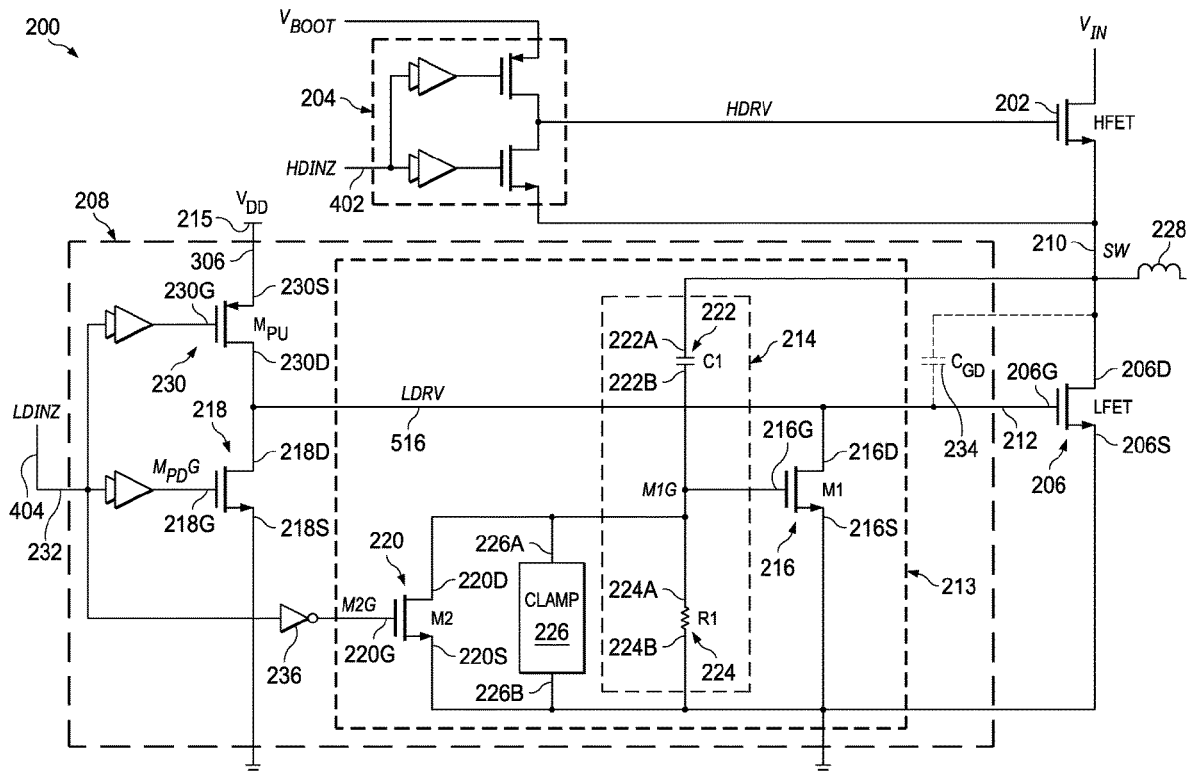 200
V_BOOT
V_IN
204
202
HDRV
HFET
HDINZ
402
208
V_DD
215
210
SW
228
306
230G
230S
M_PU
230
230D
222A
222
214
C1
222B
C_GD
206G
206D
LDINZ
218
LDRV
LFET
516
234
212
206S
218D
216G
216D
206
M_PD G
M1G
M1
404
232
218G
218S
216S
220
226A
216
213
220D
CLAMP
226
224A
M2G
M2
R1
236
220G
220S
224B
224
226B